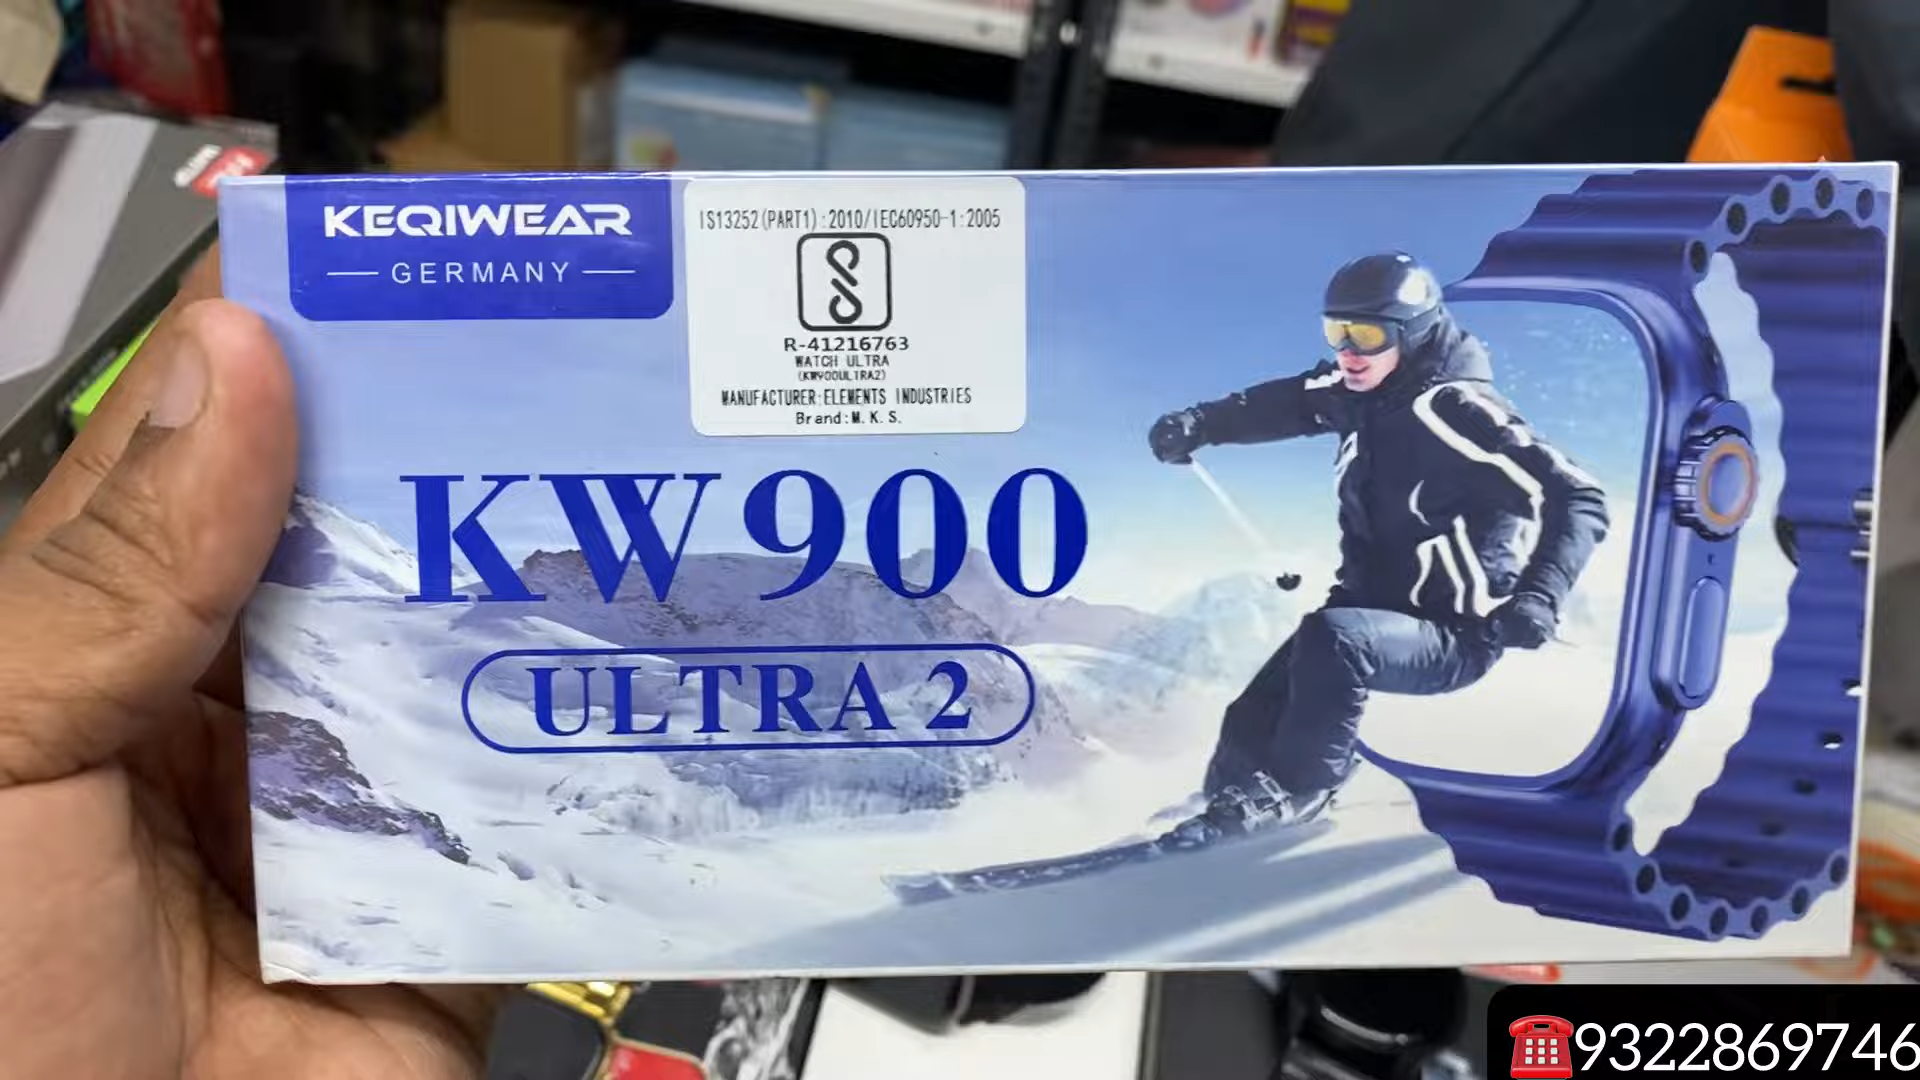 KEQIWEAR
GERMANY
IS13252(PART1):2010/IEC60950-1:2005
R-41216763
WATCH ULTRA
(KW900ULTRA2)
MANUFACTURER:ELEMENTS INDUSTRIES
Brand:M.K.S.
KW900
ULTRA 2
9322869746